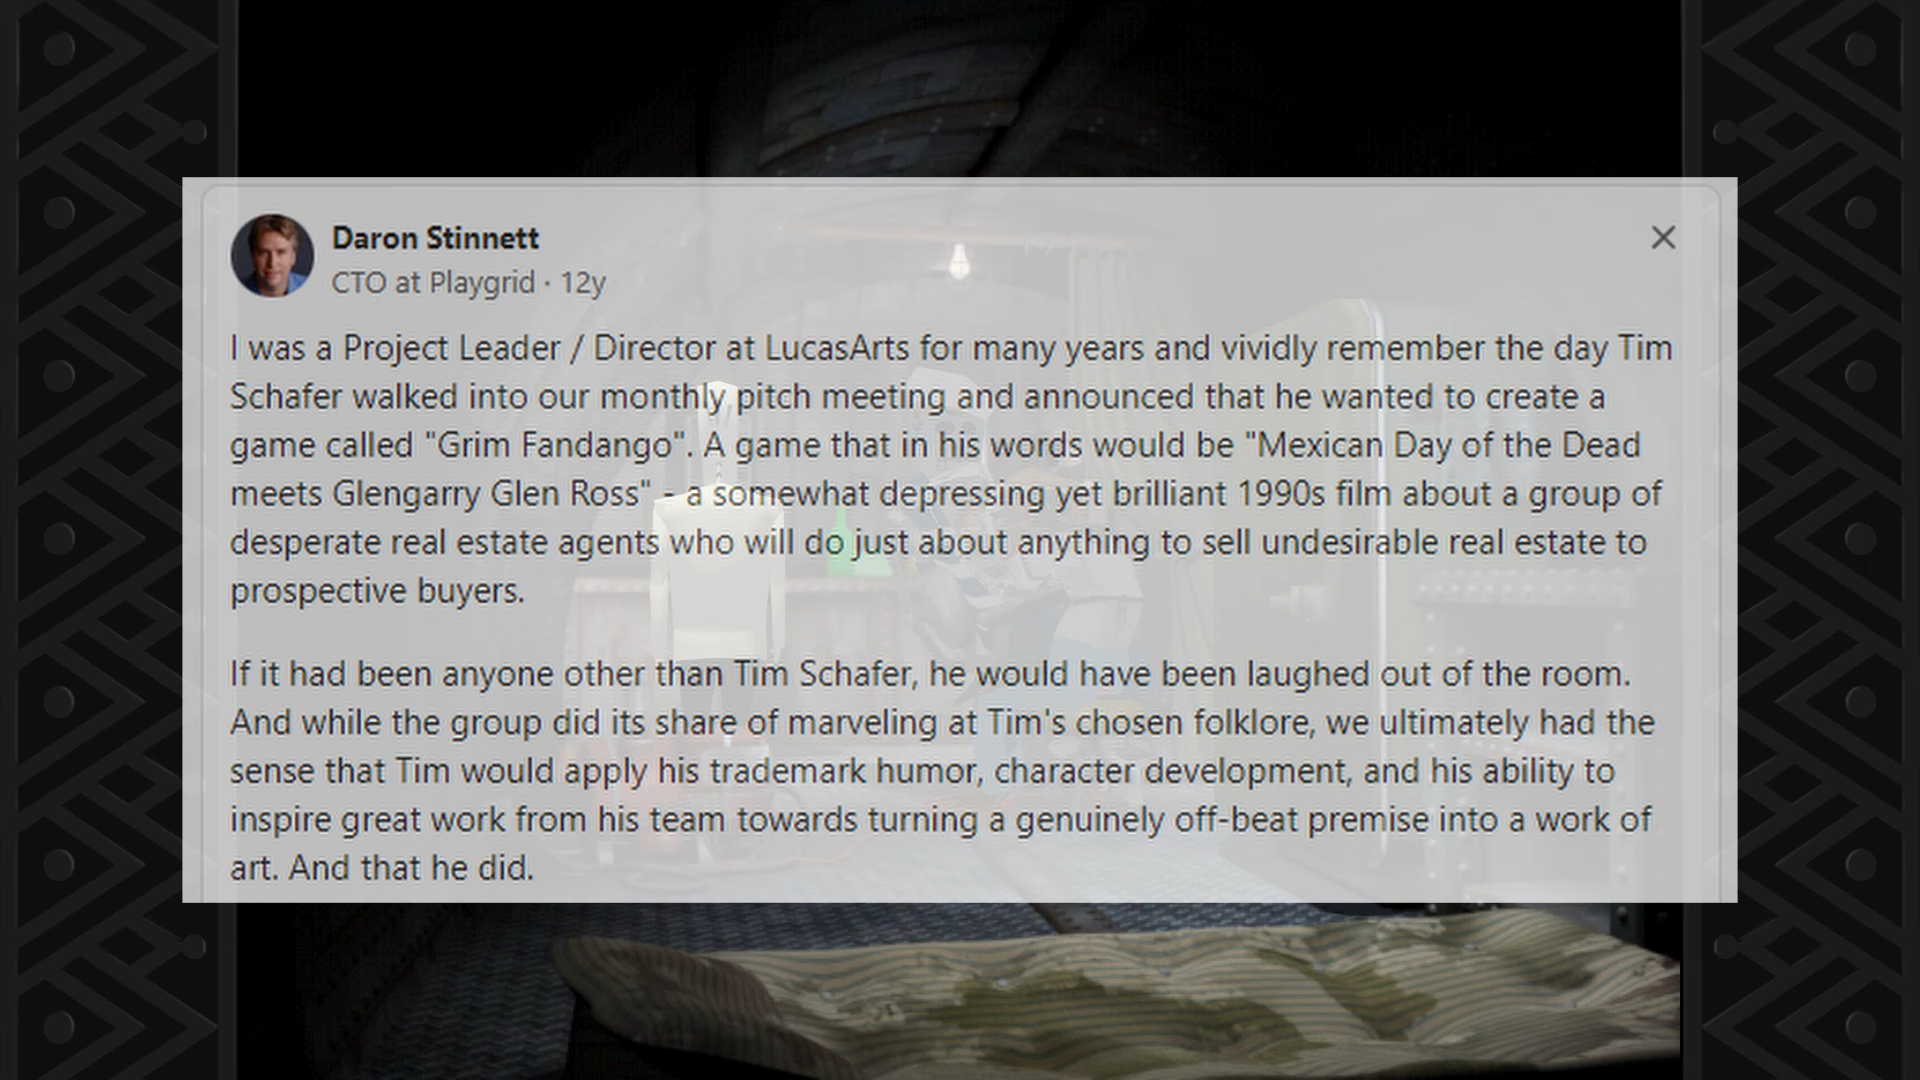 Daron Stinnett
CTO at Playgrid · 12y
I was a Project Leader / Director at LucasArts for many years and vividly remember the day Tim
Schafer walked into our monthly pitch meeting and announced that he wanted to create a
game called "Grim Fandango". A game that in his words would be "Mexican Day of the Dead
meets Glengarry Glen Ross" - a somewhat depressing yet brilliant 1990s film about a group of
desperate real estate agents who will do just about anything to sell undesirable real estate to
prospective buyers.
If it had been anyone other than Tim Schafer, he would have been laughed out of the room.
And while the group did its share of marveling at Tim's chosen folklore, we ultimately had the
sense that Tim would apply his trademark humor, character development, and his ability to
inspire great work from his team towards turning a genuinely off-beat premise into a work of
art. And that he did.